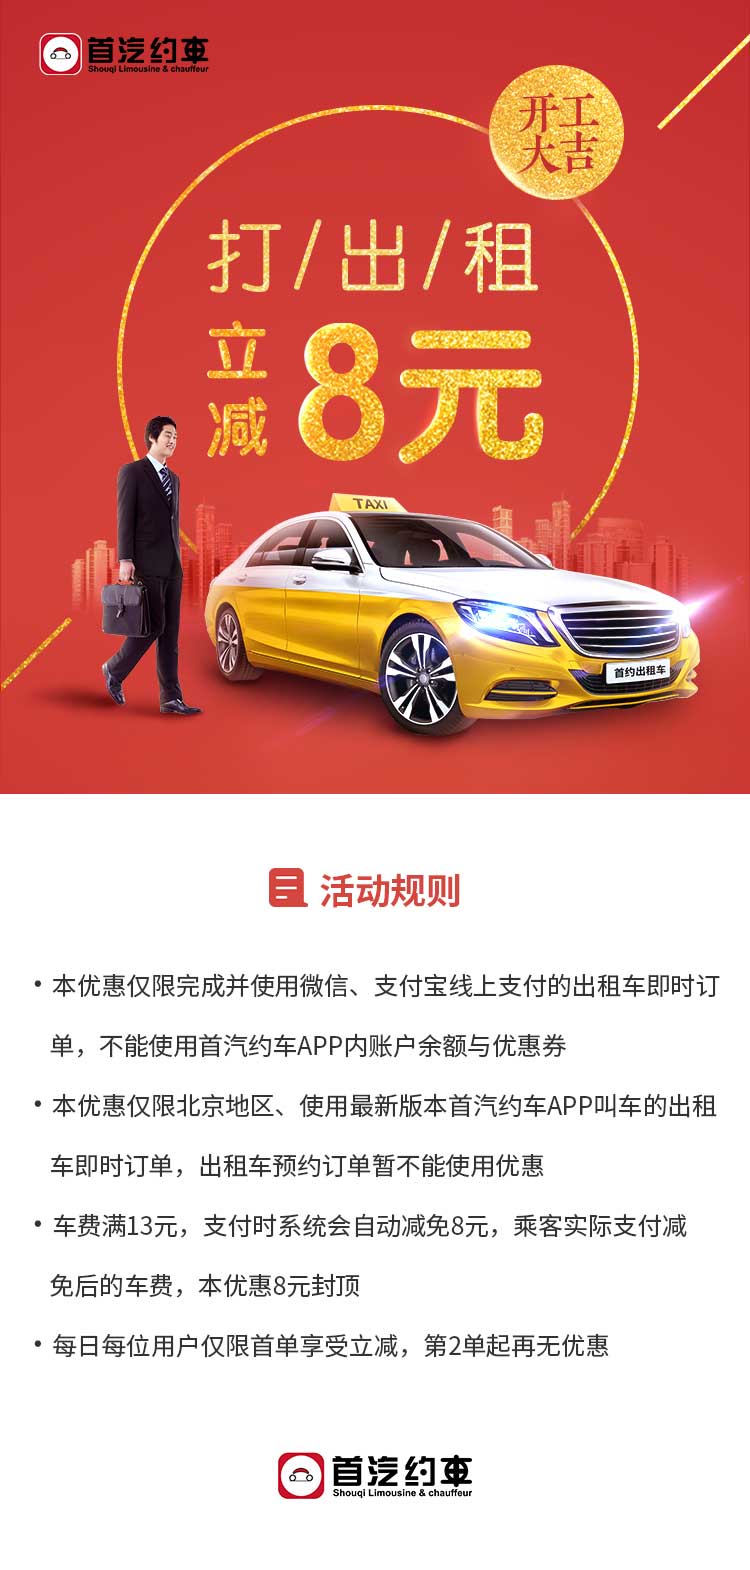 首汽约車
Shouqi Limousine & chauffeur
开工
大吉
打/出/租
立减 8元
TAXI
首约出租车
活动规则
• 本优惠仅限完成并使用微信、支付宝线上支付的出租车即时订
单，不能使用首汽约车APP内账户余额与优惠券
• 本优惠仅限北京地区、使用最新版本首汽约车APP叫车的出租
车即时订单，出租车预约订单暂不能使用优惠
• 车费满13元，支付时系统会自动减免8元，乘客实际支付减
免后的车费，本优惠8元封顶
• 每日每位用户仅限首单享受立减，第2单起再无优惠
首汽约車
Shouqi Limousine & chauffeur